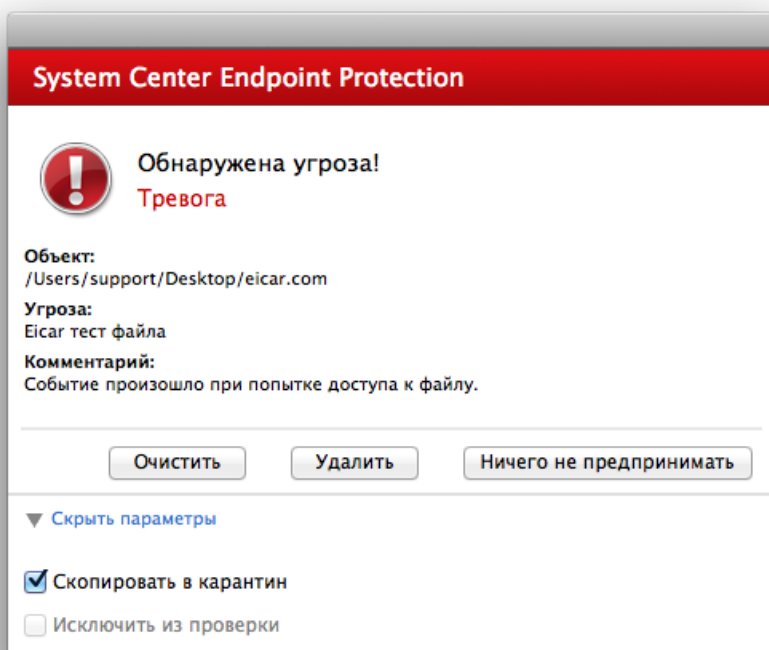 System Center Endpoint Protection
Обнаружена угроза!
Тревога
Объект:
/Users/support/Desktop/eicar.com
Угроза:
Eicar тест файла
Комментарий:
Событие произошло при попытке доступа к файлу.
Очистить Удалить Ничего не предпринимать
Скрыть параметры
Скопировать в карантин
Исключить из проверки